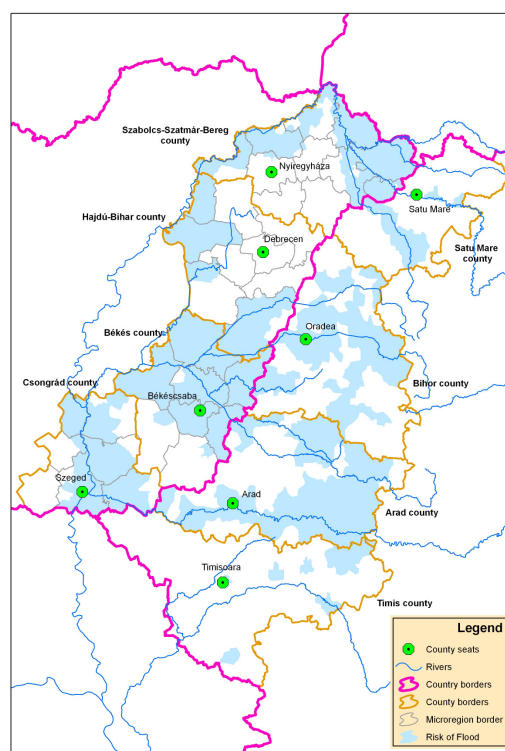 Szabolcs-Szatmár-Bereg
county
Nyíregyháza
Satu Mare
Hajdú-Bihar county
Debrecen
Satu Mare
county
Oradea
Békés county
Csongrád county
Bihor county
Békéscsaba
Szeged
Arad
Arad county
Timisoara
Timis county
Legend
County seats
Rivers
Country borders
County borders
Microregion border
Risk of Flood